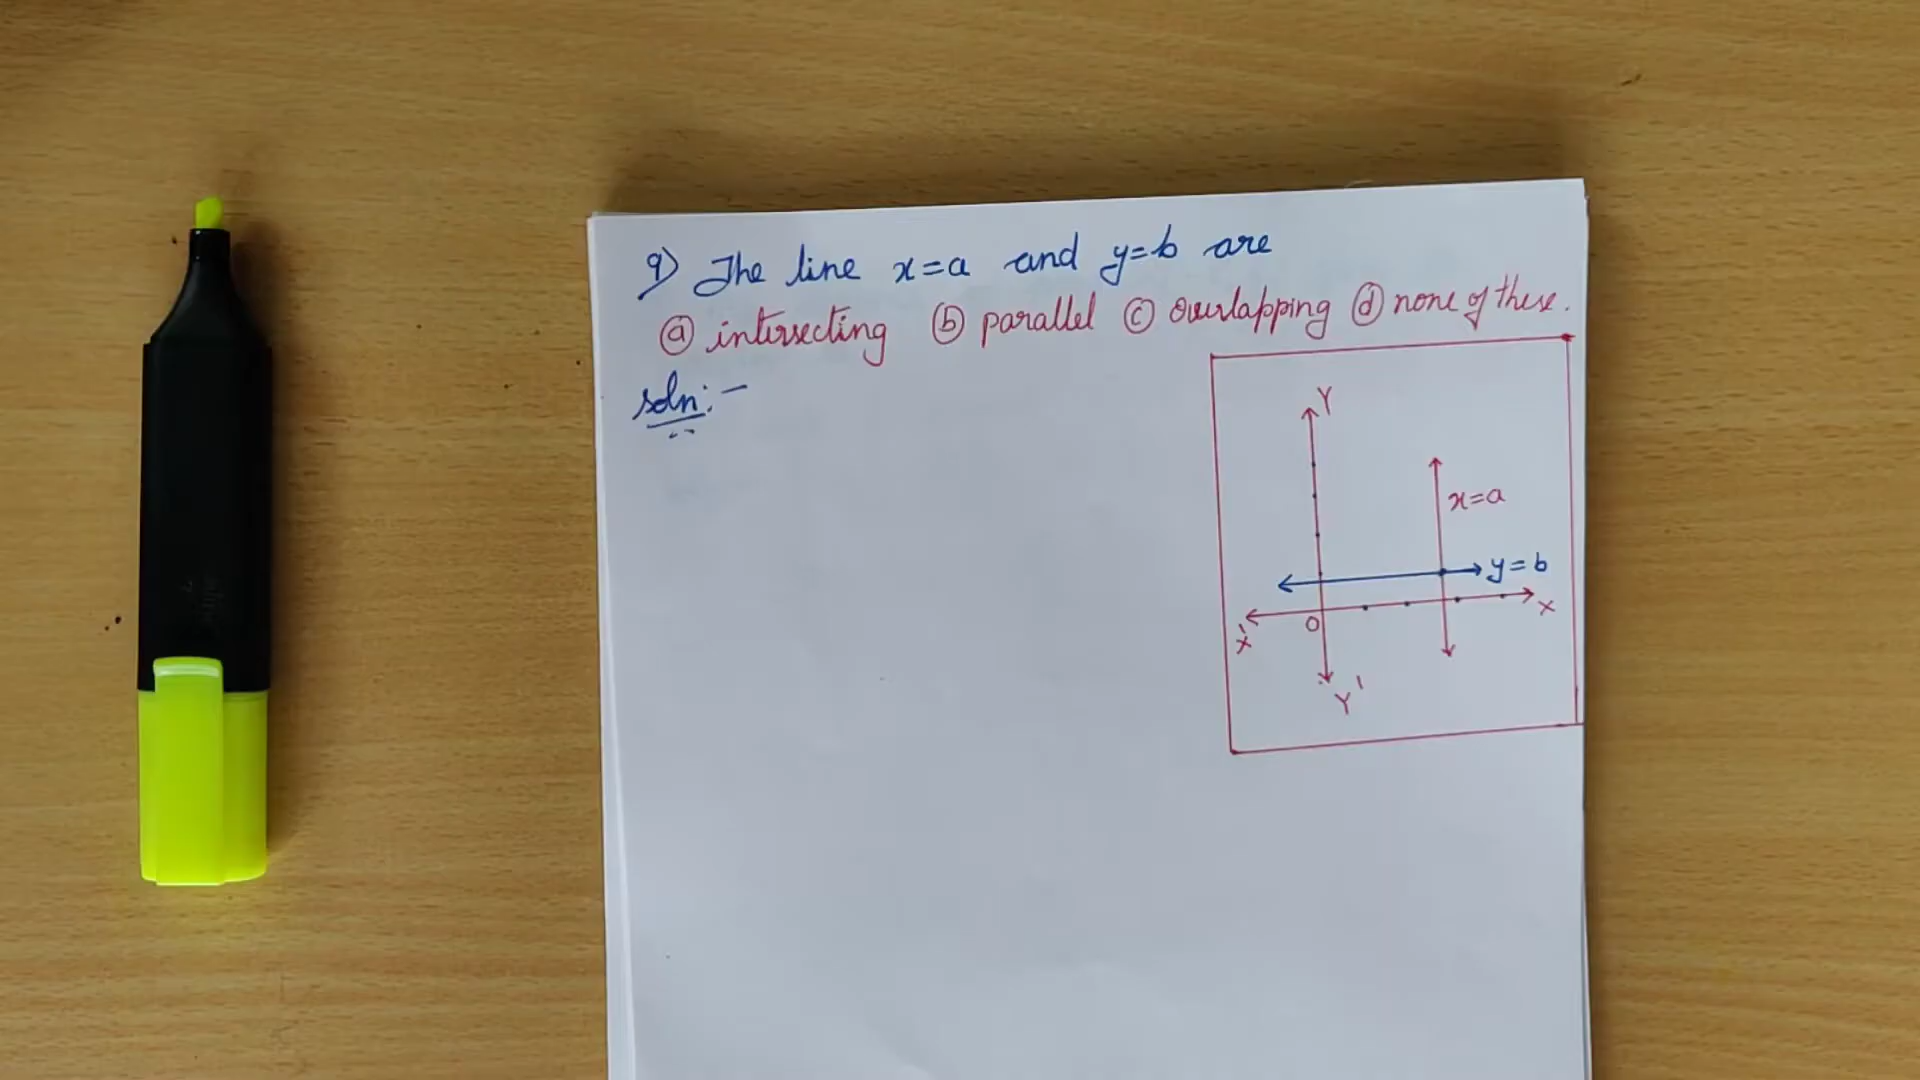 9) The line x=a and y=b are
ⓐ intersecting ⓑ parallel ⓒ overlapping ⓓ none of these.
soln:-
Y
x=a
y=b
X' O X
Y'